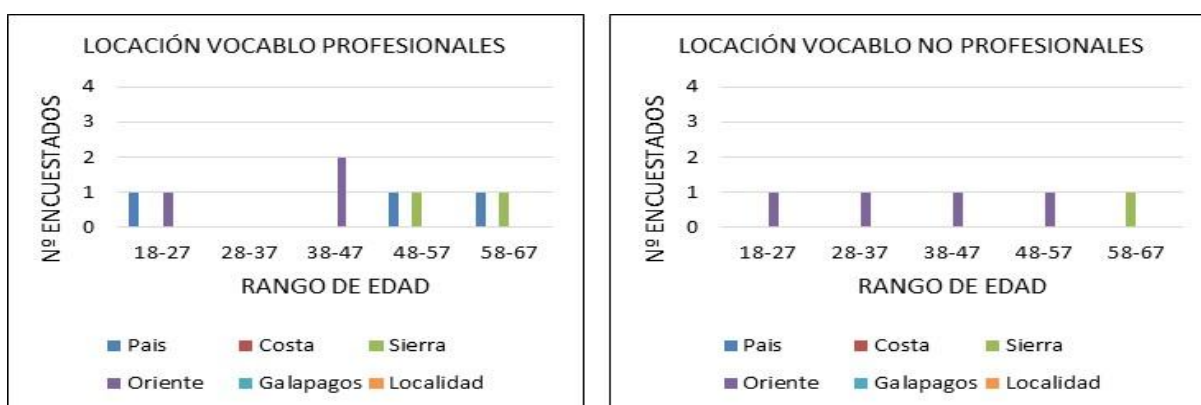 LOCACIÓN VOCABLO PROFESIONALES
Nº ENCUESTADOS
4
3
2
1
0
18-27 28-37 38-47 48-57 58-67
RANGO DE EDAD
Pais Costa Sierra
Oriente Galapagos Localidad
LOCACIÓN VOCABLO NO PROFESIONALES
Nº ENCUESTADOS
4
3
2
1
0
18-27 28-37 38-47 48-57 58-67
RANGO DE EDAD
Pais Costa Sierra
Oriente Galapagos Localidad